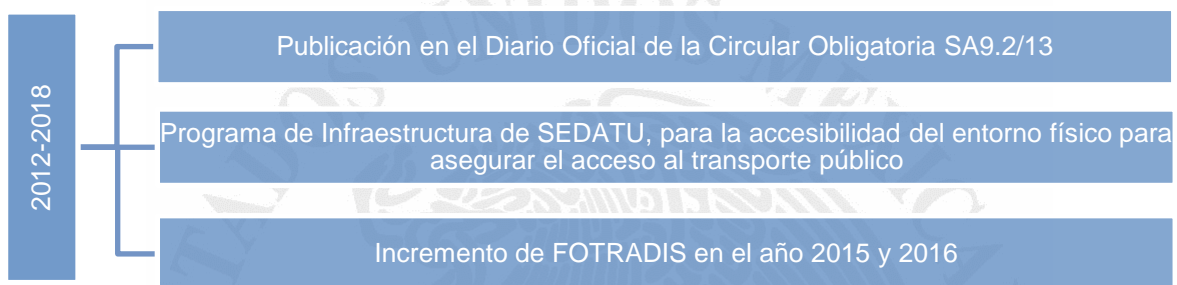 2012-2018
Publicación en el Diario Oficial de la Circular Obligatoria SA9.2/13
Programa de Infraestructura de SEDATU, para la accesibilidad del entorno físico para
asegurar el acceso al transporte público
Incremento de FOTRADIS en el año 2015 y 2016